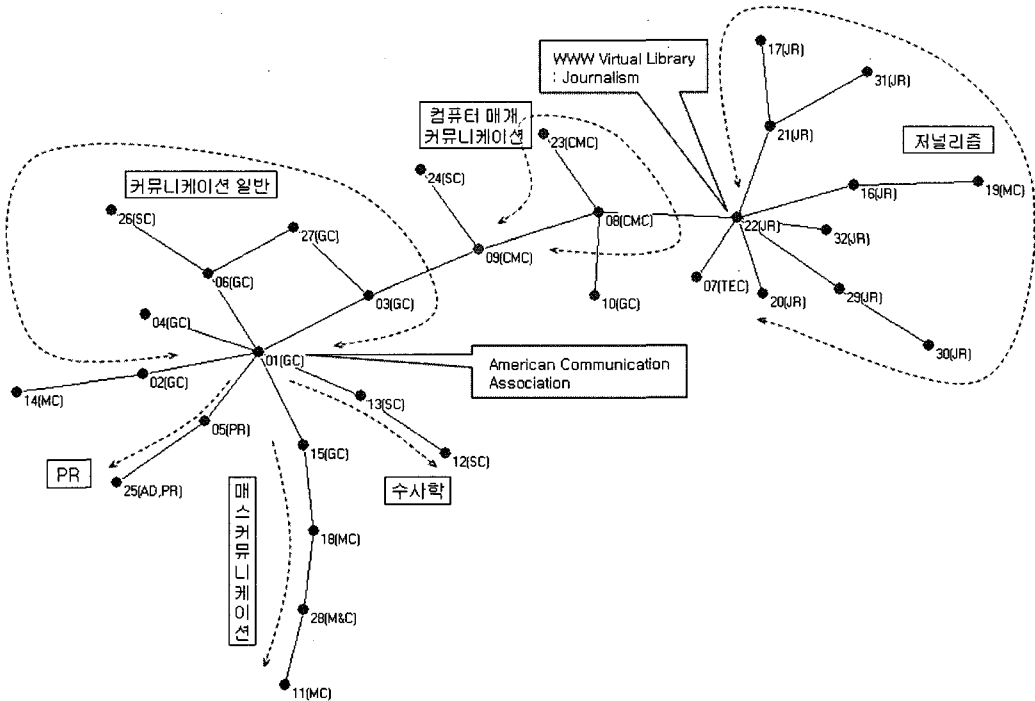 17(JR)
WWW Virtual Library
: Journalism
31(JR)
컴퓨터 매개
커뮤니케이션
21(JR)
저널리즘
23(CMC)
24(SC)
커뮤니케이션 일반
16(JR)
19(MC)
26(SC)
27(GC)
08(CMC)
22(JR)
32(JR)
09(CMC)
06(GC)
07(TEC)
03(GC)
10(GC)
20(JR)
29(JR)
04(GC)
30(JR)
01(GC)
American Communication
Association
02(GC)
14(MC)
13(SC)
05(PR)
15(GC)
12(SC)
PR
25(AD,PR)
수사학
매
스
커
뮤
니
케
이
션
18(MC)
28(M&C)
11(MC)